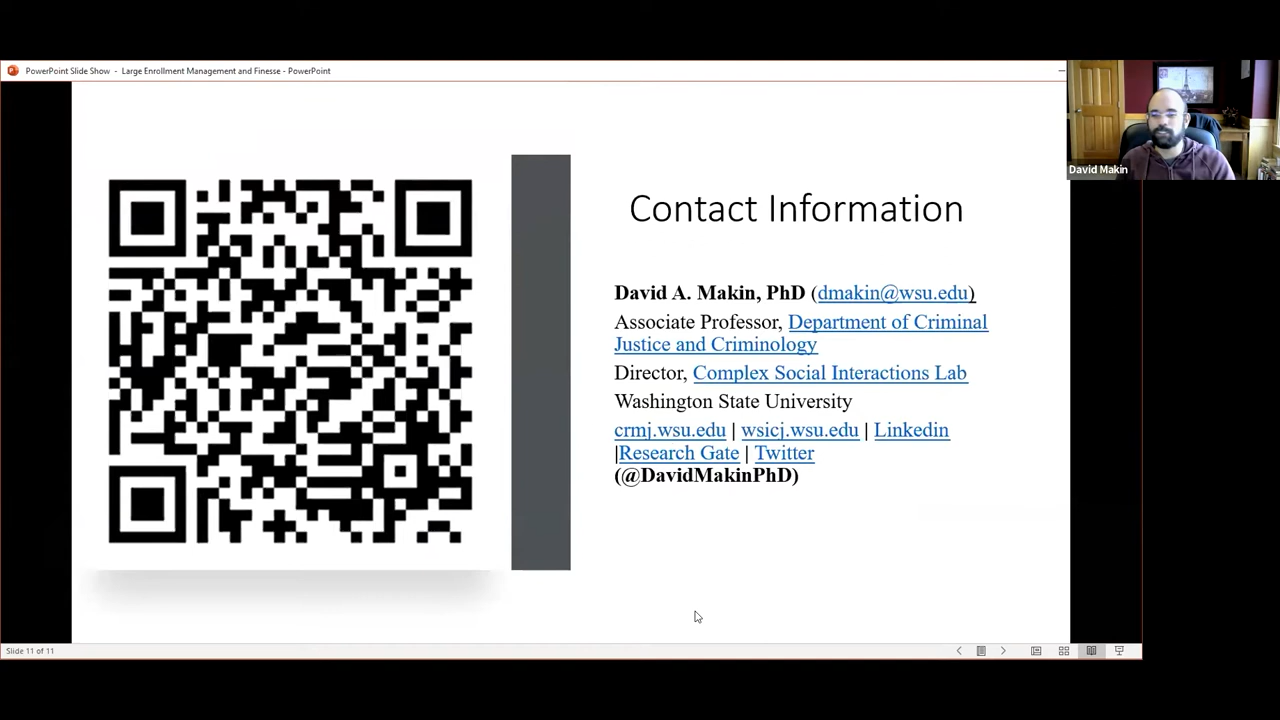 PowerPoint Slide Show - Large Enrollment Management and Finesse - PowerPoint
David Makin
Contact Information
David A. Makin, PhD (dmakin@wsu.edu)
Associate Professor, Department of Criminal
Justice and Criminology
Director, Complex Social Interactions Lab
Washington State University
crmj.wsu.edu | wsicj.wsu.edu | Linkedin
|Research Gate | Twitter
(@DavidMakinPhD)
Slide 11 of 11